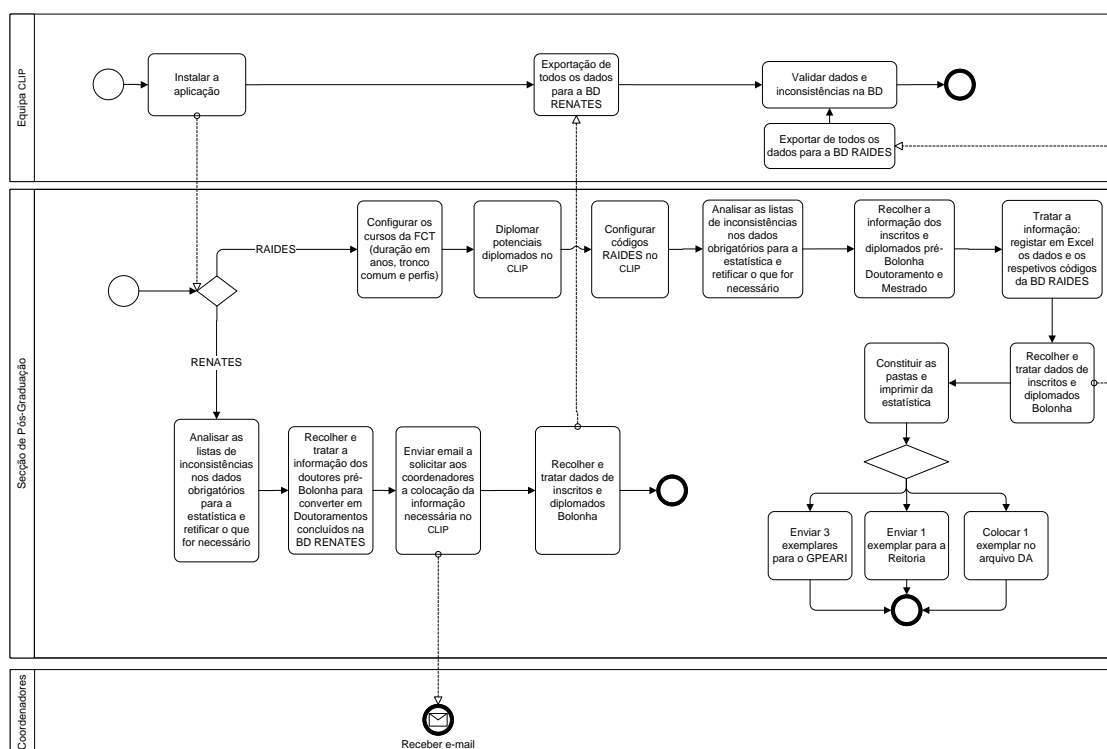 Equipa CLIP
Instalar a
aplicação
Exportação de
todos os dados
para a BD
RENATES
Validar dados e
inconsistências na
BD
Exportar de todos os
dados para a BD RAIDES
Secção de Pós-Graduação
RAIDES
Configurar os
cursos da FCT
(duração em
anos, tronco
comum e perfis)
Diplomar
potenciais
diplomados no
CLIP
Configurar
códigos
RAIDES no
CLIP
Analisar as listas
de inconsistências
nos dados
obrigatórios para a
estatística e
retificar o que for
necessário
Recolher a
informação dos
inscritos e
diplomados pré-
Bolonha
Doutoramento e
Mestrado
Tratar a
informação:
registar em Excel
os dados e os
respetivos códigos
da BD RAIDES
RENATES
Constituir as
pastas e
imprimir da
estatística
Recolher e
tratar dados de
inscritos e
diplomados
Bolonha
Analisar as
listas de
inconsistências
nos dados
obrigatórios
para a
estatística e
retificar o que
for necessário
Recolher e
tratar a
informação dos
doutores pré-
Bolonha para
converter em
Doutoramentos
concluídos na
BD RENATES
Enviar email a
solicitar aos
coordenadores
a colocação da
informação
necessária no
CLIP
Recolher e
tratar dados de
inscritos e
diplomados
Bolonha
Enviar 3
exemplares
para o GPEARI
Enviar 1
exemplar para a
Reitoria
Colocar 1
exemplar no
arquivo DA
Coordenadores
Receber e-mail